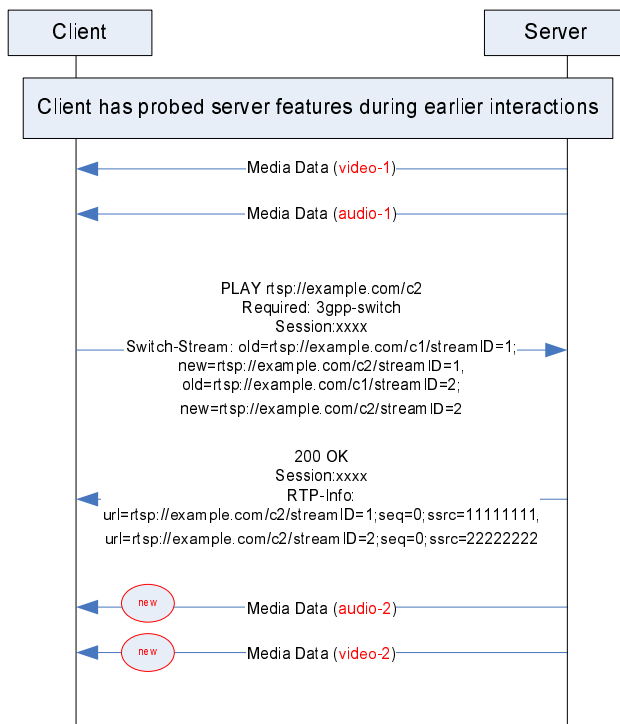 Client
Server
Client has probed server features during earlier interactions
Media Data (video-1)
Media Data (audio-1)
PLAY rtsp://example.com/c2
Required: 3gpp-switch
Session:xxxx
Switch-Stream: old=rtsp://example.com/c1/streamID=1;
new=rtsp://example.com/c2/streamID=1,
old=rtsp://example.com/c1/streamID=2;
new=rtsp://example.com/c2/streamID=2
200 OK
Session:xxxx
RTP-Info:
url=rtsp://example.com/c2/streamID=1;seq=0;ssrc=11111111,
url=rtsp://example.com/c2/streamID=2;seq=0;ssrc=22222222
new
Media Data (audio-2)
new
Media Data (video-2)